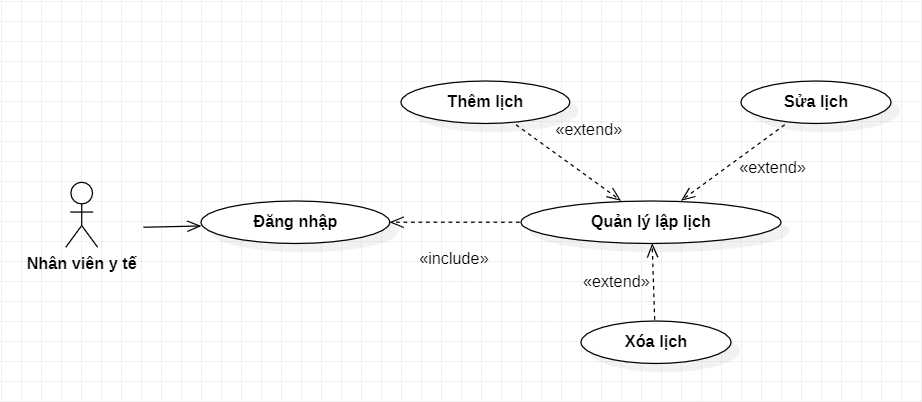 Thêm lịch
Sửa lịch
«extend»
«extend»
Đăng nhập
Quản lý lập lịch
«include»
Nhân viên y tế
«extend»
Xóa lịch